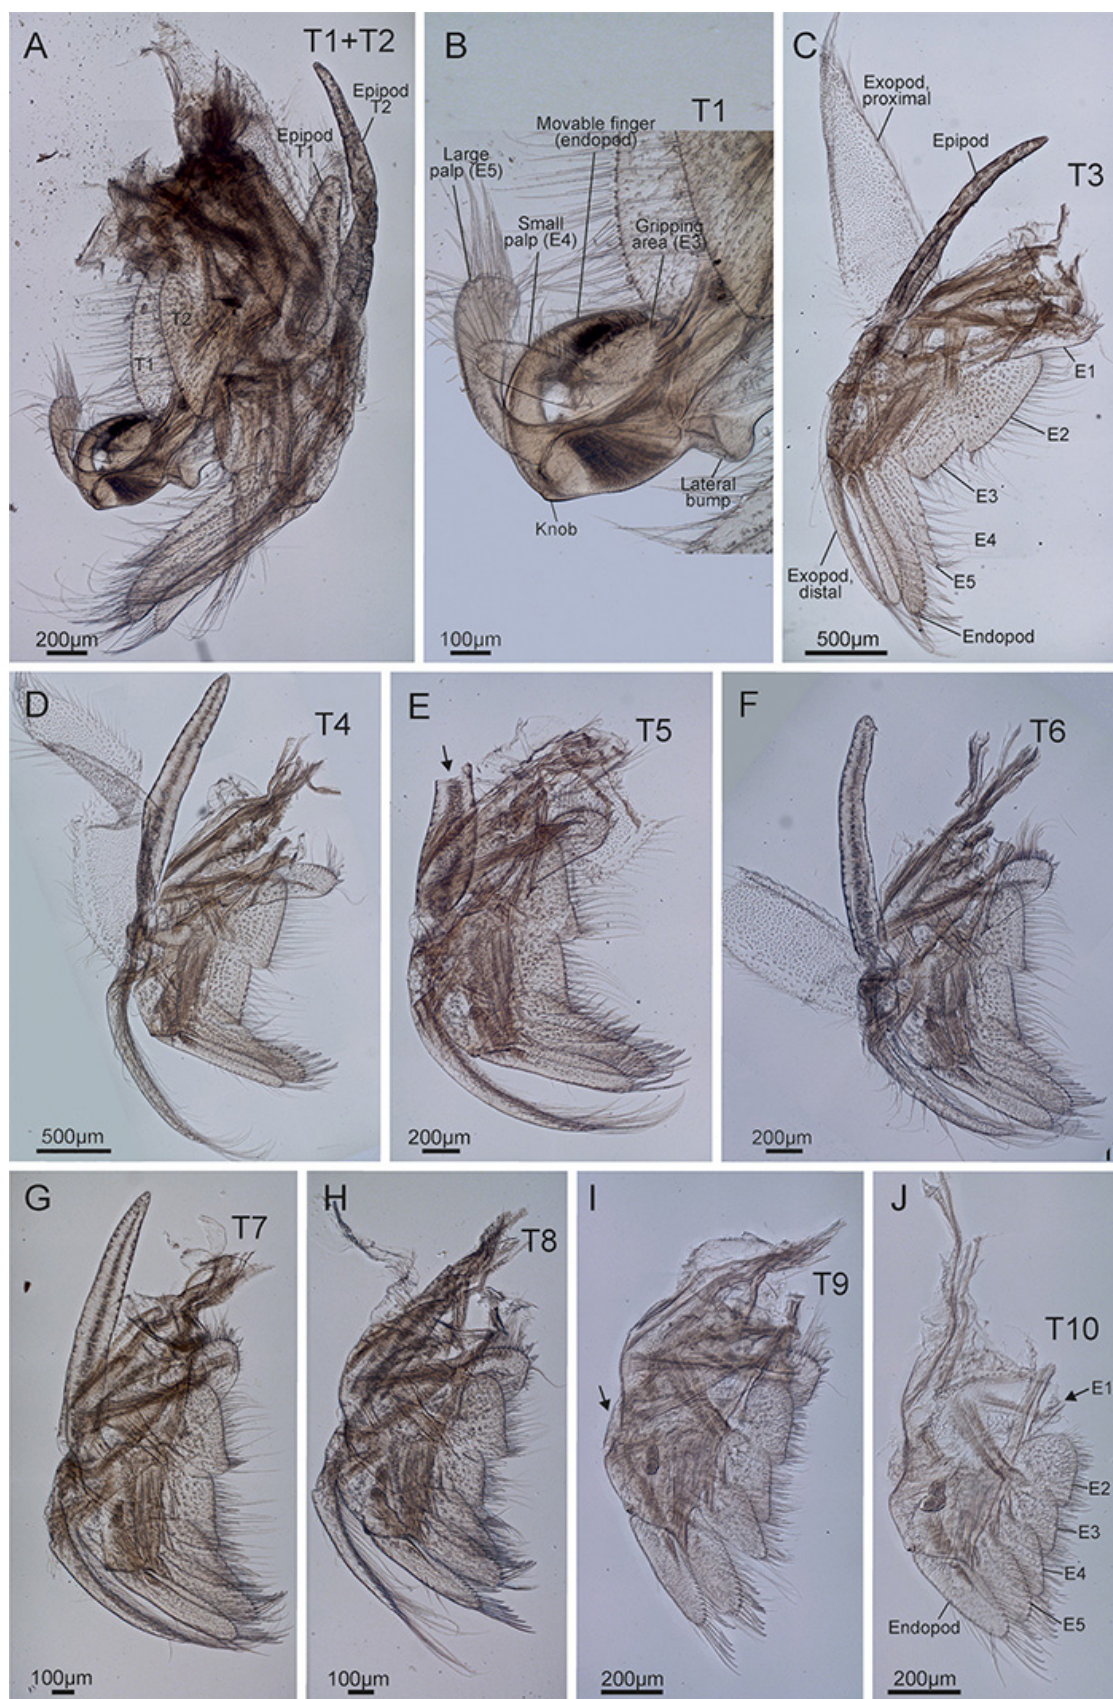 A
T1+T2
Epipod
T2
Epipod
T1
T2
T1
200µm
B
T1
Movable finger
(endopod)
Large
palp (E5)
Small
palp (E4)
Gripping
area (E3)
Lateral
bump
Knob
100µm
C
Exopod,
proximal
Epipod
T3
E1
E2
E3
E4
E5
Exopod,
distal
Endopod
500µm
D
T4
500µm
E
T5
200µm
F
T6
200µm
G
T7
100µm
H
T8
100µm
I
T9
200µm
J
T10
E1
E2
E3
E4
E5
Endopod
200µm